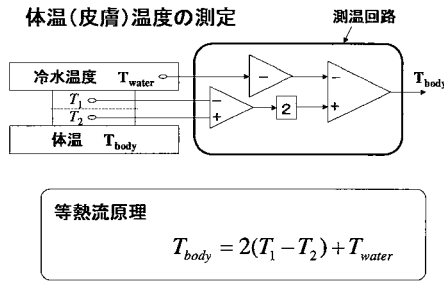 体温(皮膚)温度の測定
測温回路
冷水温度 T_water
T_1
T_2
体温 T_body
−
−
+
2
−
+
T_body
等熱流原理
T_body = 2(T_1 − T_2) + T_water